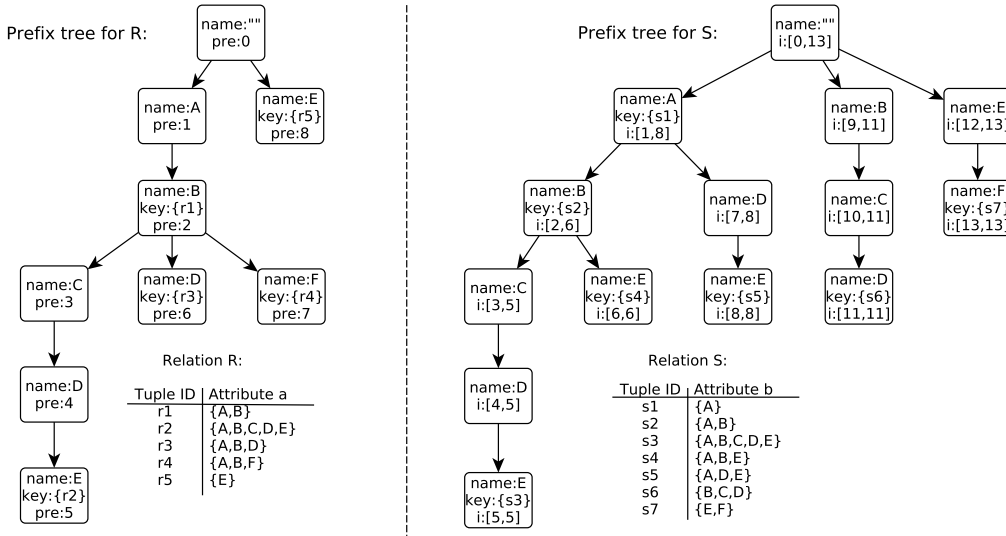 Prefix tree for R:
name:""
pre:0
name:A
pre:1
name:E
key:{r5}
pre:8
name:B
key:{r1}
pre:2
name:C
pre:3
name:D
key:{r3}
pre:6
name:F
key:{r4}
pre:7
name:D
pre:4
name:E
key:{r2}
pre:5
Relation R:
Tuple ID Attribute a
r1 {A,B}
r2 {A,B,C,D,E}
r3 {A,B,D}
r4 {A,B,F}
r5 {E}
Prefix tree for S:
name:""
i:[0,13]
name:A
key:{s1}
i:[1,8]
name:B
i:[9,11]
name:E
i:[12,13]
name:B
key:{s2}
i:[2,6]
name:D
i:[7,8]
name:C
i:[10,11]
name:F
key:{s7}
i:[13,13]
name:C
i:[3,5]
name:E
key:{s4}
i:[6,6]
name:E
key:{s5}
i:[8,8]
name:D
key:{s6}
i:[11,11]
name:D
i:[4,5]
name:E
key:{s3}
i:[5,5]
Relation S:
Tuple ID Attribute b
s1 {A}
s2 {A,B}
s3 {A,B,C,D,E}
s4 {A,B,E}
s5 {A,D,E}
s6 {B,C,D}
s7 {E,F}